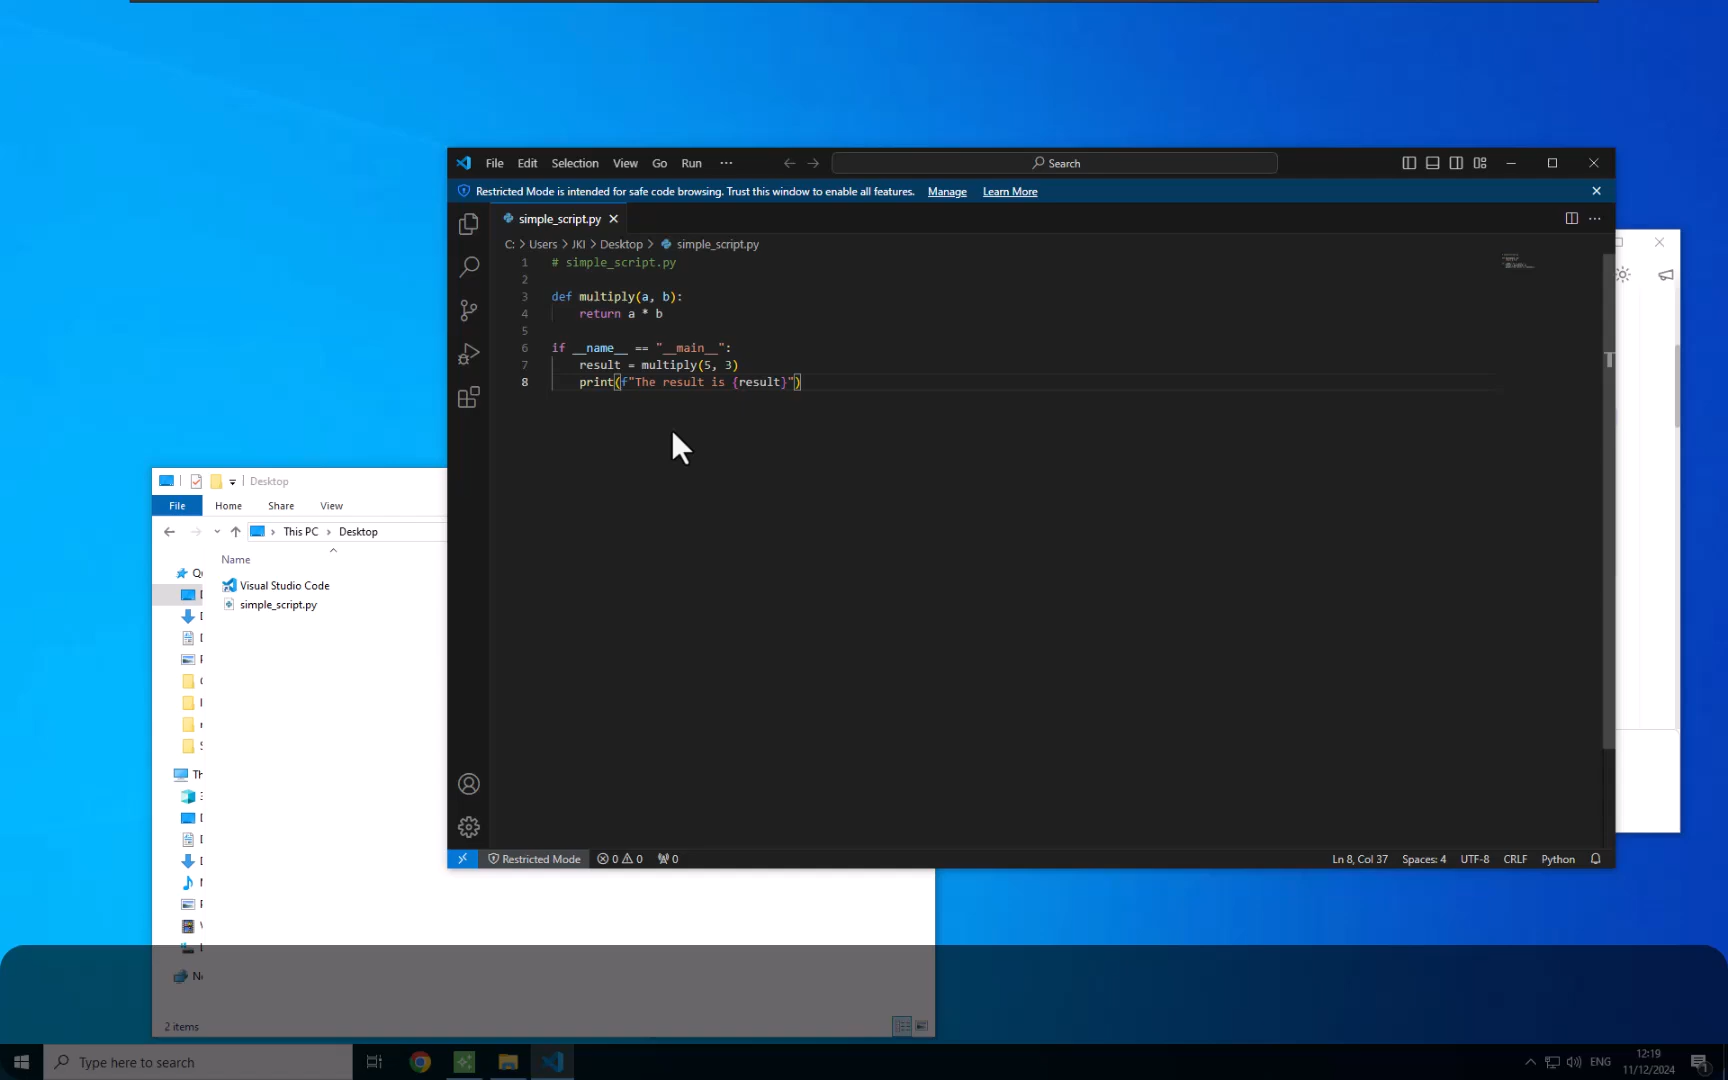 File Edit Selection View Go Run ···
Search
Restricted Mode is intended for safe code browsing. Trust this window to enable all features. Manage Learn More
simple_script.py
C: > Users > JKI > Desktop > simple_script.py
1 # simple_script.py
2
3 def multiply(a, b):
4 return a * b
5
6 if __name__ == "__main__":
7 result = multiply(5, 3)
8 print(f"The result is {result}")
Restricted Mode 0 0 0 Ln 8, Col 37 Spaces: 4 UTF-8 CRLF Python
Desktop
File Home Share View
This PC > Desktop
Name
Visual Studio Code
simple_script.py
2 items
Type here to search
ENG
12:19
11/12/2024
1